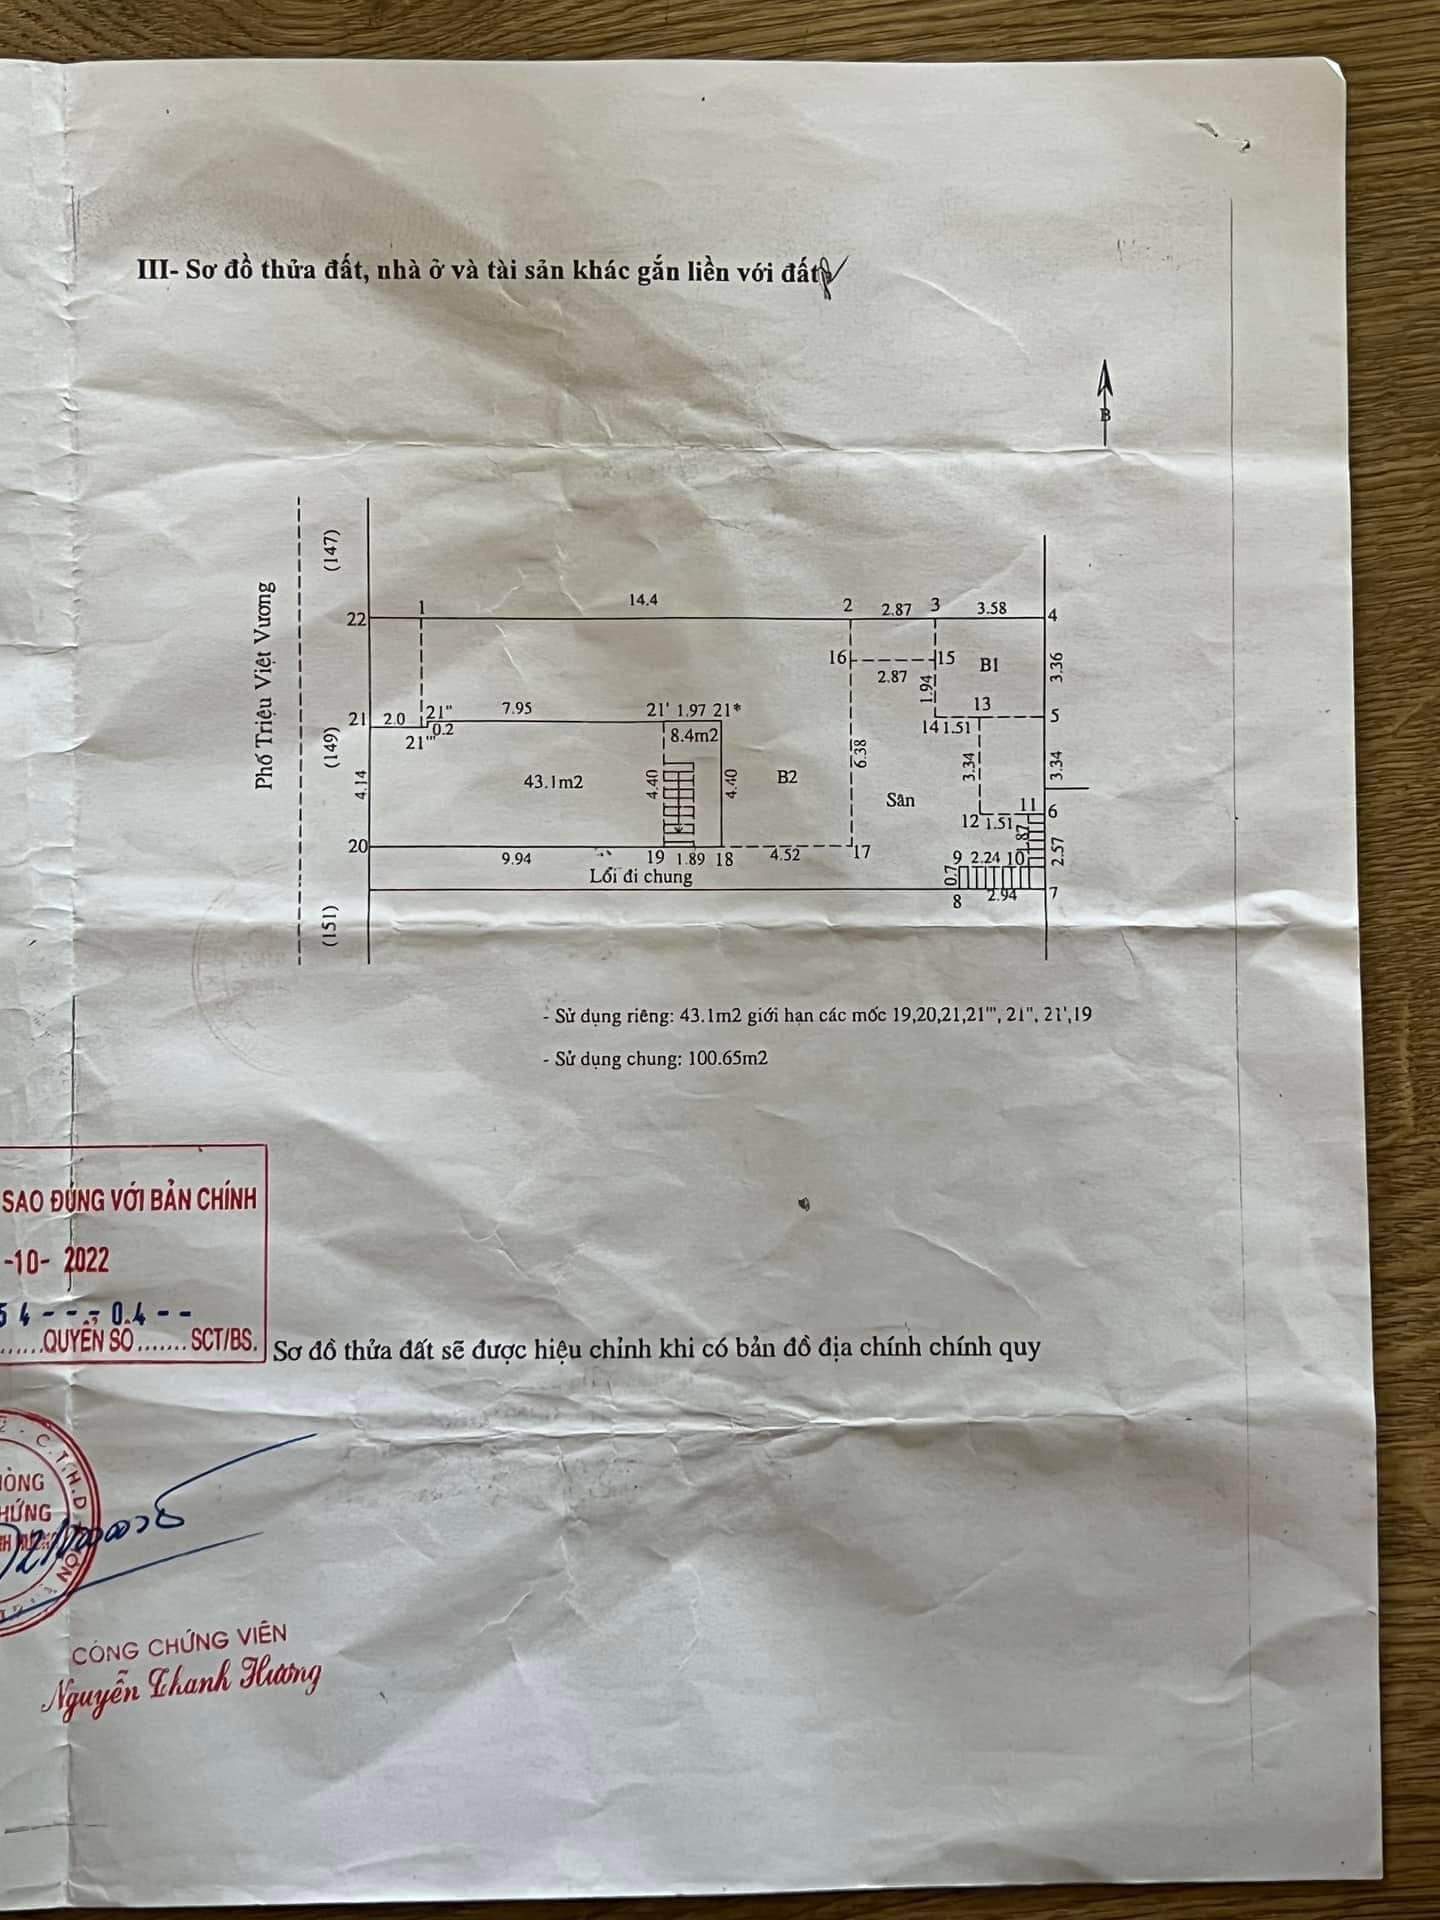 III- Sơ đồ thửa đất, nhà ở và tài sản khác gắn liền với đất
B
Phố Triệu Việt Vương
(147)
(149)
(151)
22 1 14.4 2 2.87 3 3.58 4
16 2.87 15 B1 3.36
1.94 13
21 2.0 21" 7.95 21' 1.97 21* 14 1.51 5
21''' 0.2 8.4m2
4.14 43.1m2 4.40 4.40 B2 6.38 Sân 3.34 3.34
12 1.51 11 6
20 9.94 19 1.89 18 4.52 17 9 2.24 10 1.87 2.57
Lối đi chung 0.7 8 2.94 7
- Sử dụng riêng: 43.1m2 giới hạn các mốc 19,20,21,21''', 21", 21',19
- Sử dụng chung: 100.65m2
SAO ĐÚNG VỚI BẢN CHÍNH
-10- 2022
54 - - - 0.4 - -
......QUYỂN SỐ....... SCT/BS.
Sơ đồ thửa đất sẽ được hiệu chỉnh khi có bản đồ địa chính chính quy
C.T.H.D
CÔNG CHỨNG VIÊN
Nguyễn Thanh Hương